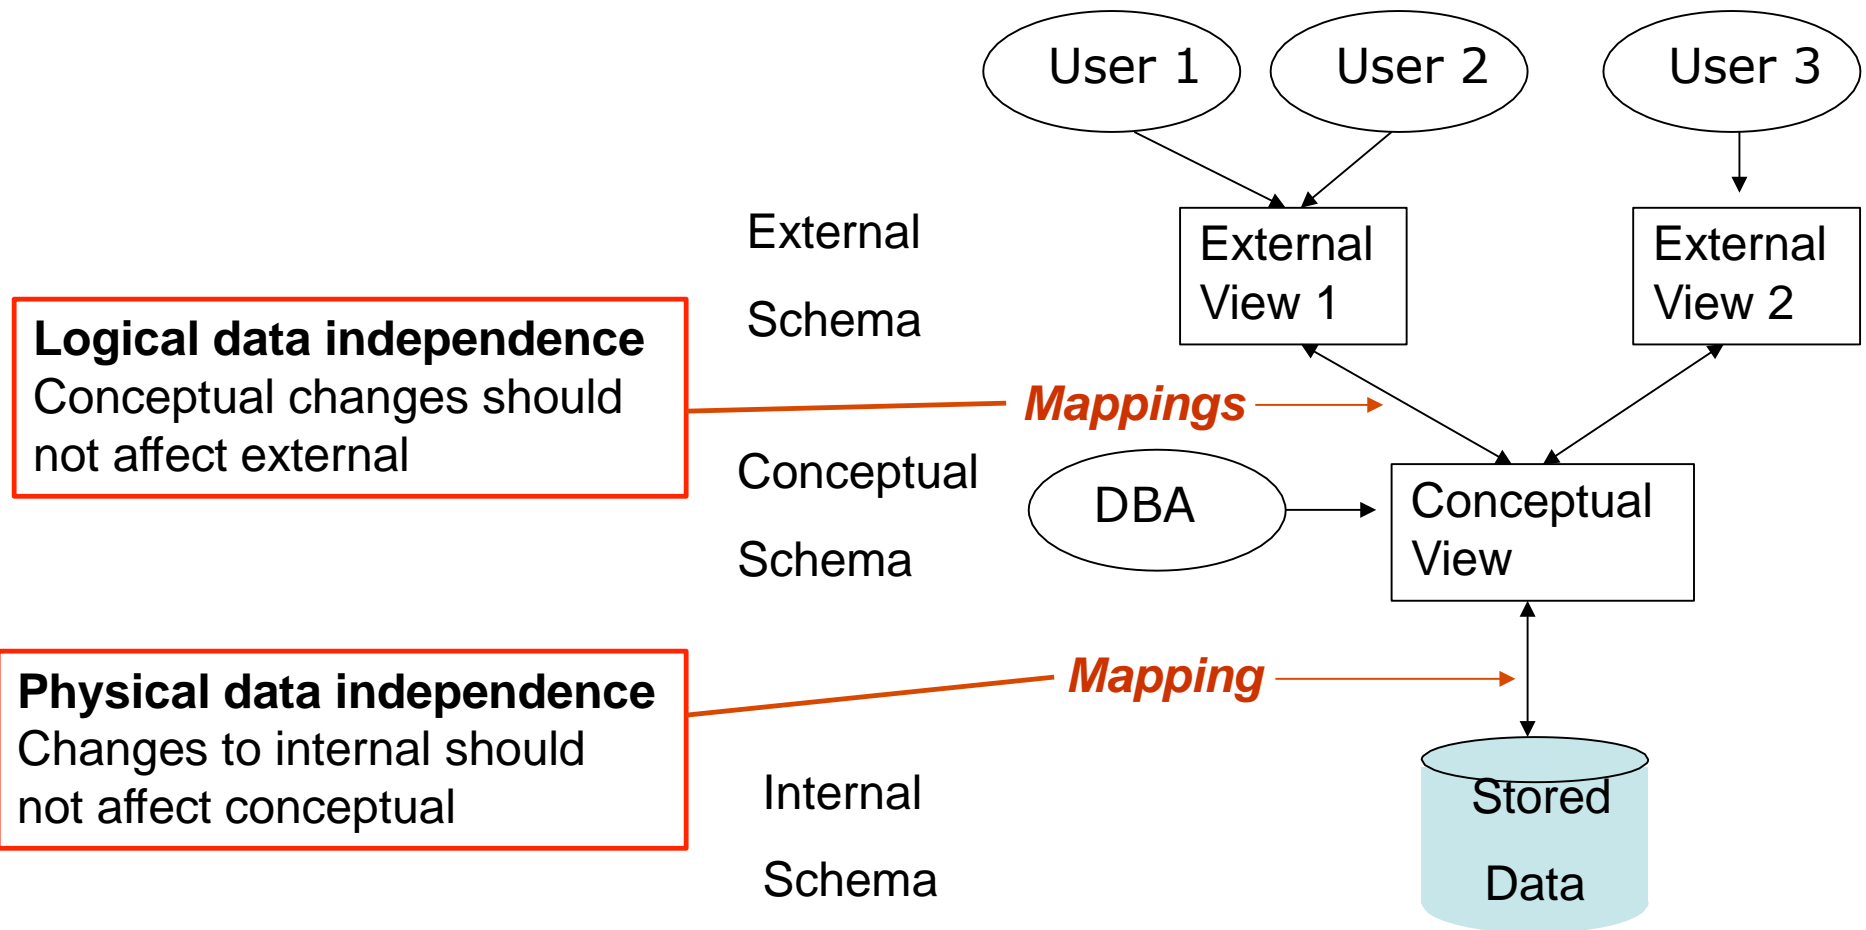 User 1
User 2
User 3
External
Schema
External
View 1
External
View 2
Logical data independence
Conceptual changes should
not affect external
Mappings
Conceptual
Schema
DBA
Conceptual
View
Physical data independence
Changes to internal should
not affect conceptual
Mapping
Internal
Schema
Stored
Data